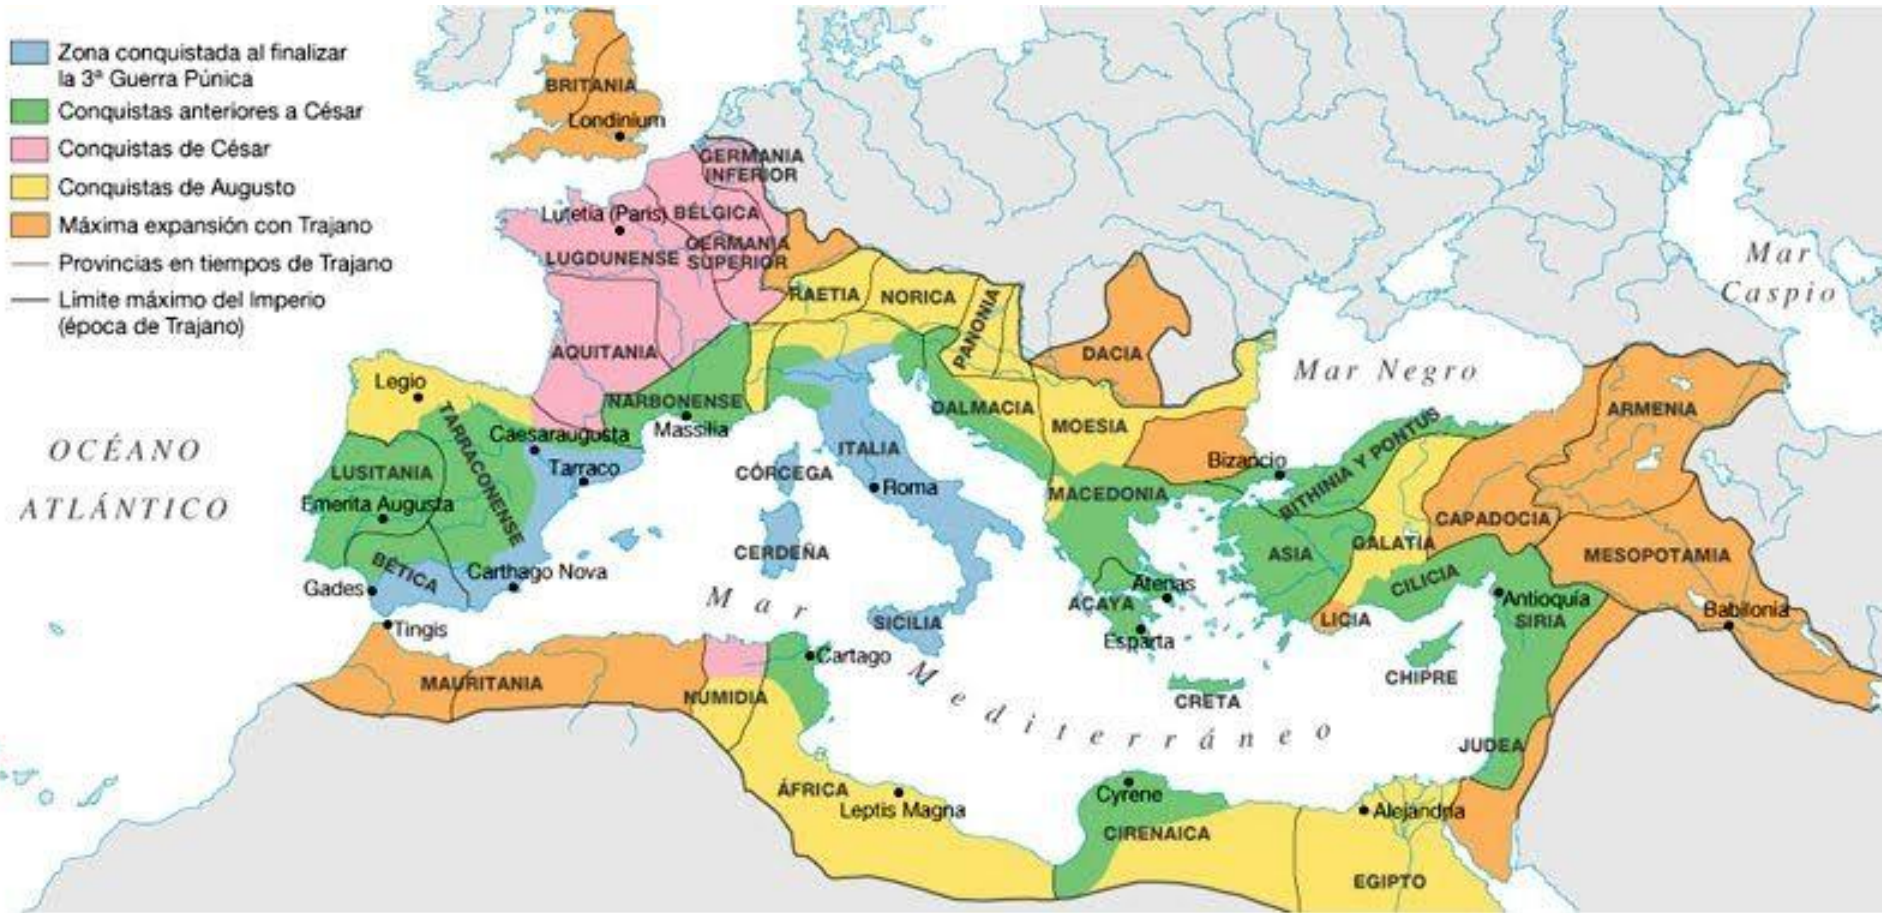 Zona conquistada al finalizar
la 3ª Guerra Púnica
Conquistas anteriores a César
Conquistas de César
Conquistas de Augusto
Máxima expansión con Trajano
Provincias en tiempos de Trajano
Límite máximo del Imperio
(época de Trajano)
BRITANIA
Londinium
GERMANIA
INFERIOR
Lutetia (Paris)
BÉLGICA
GERMANIA
SUPERIOR
LUGDUNENSE
RAETIA
NORICA
PANONIA
AQUITANIA
DACIA
Mar
Caspio
Mar Negro
Legio
NARBONENSE
Massilia
DALMACIA
MOESIA
ARMENIA
TARRACONENSE
Caesaraugusta
Tarraco
ITALIA
Roma
CÓRCEGA
CERDEÑA
OCÉANO
ATLÁNTICO
LUSITANIA
Emerita Augusta
BÉTICA
Carthago Nova
Gades
Tingis
Bizancio
BITHINIA Y PONTUS
MACEDONIA
CAPADOCIA
GALATIA
ASIA
MESOPOTAMIA
CILICIA
Antioquía
SIRIA
Babilonia
LICIA
Atenas
ACAYA
Esparta
SICILIA
Mar
Mediterráneo
Cartago
MAURITANIA
NUMIDIA
CRETA
CHIPRE
JUDEA
ÁFRICA
Leptis Magna
Cyrene
CIRENAICA
Alejandría
EGIPTO